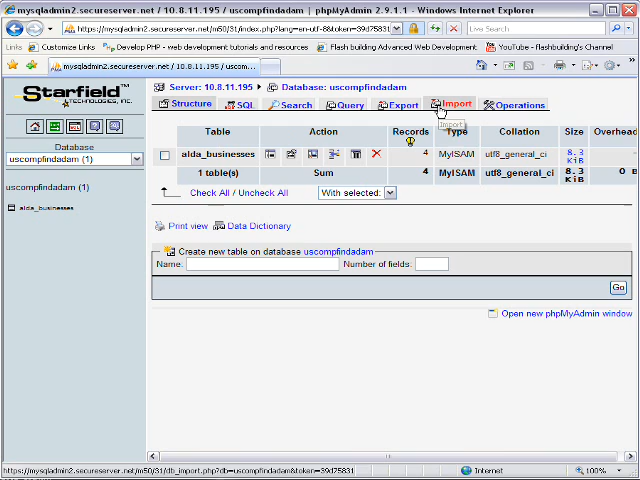 mysqladmin2.secureserver.net / 10.8.11.195 / uscompfindadam | phpMyAdmin 2.9.1.1 - Windows Internet Explorer
https://mysqladmin2.secureserver.net/m50/31/index.php?lang=en-utf-8&token=39d75831
Live Search
Links Customize Links Develop PHP - web development tutorials and resources Flash building Advanced Web Development YouTube - flashbuilding's Channel
mysqladmin2.secureserver.net / 10.8.11.195 / uscom...
Starfield
TECHNOLOGIES, INC.
Database
uscompfindadam (1)
uscompfindadam (1)
alda_businesses
Server: 10.8.11.195 Database: uscompfindadam
Structure SQL Search Query Export Import Operations
Import
Table Action Records Type Collation Size Overhead
alda_businesses 4 MyISAM utf8_general_ci 8.3 KiB -
1 table(s) Sum 4 MyISAM utf8_general_ci 8.3 KiB 0 B
Check All / Uncheck All With selected:
Print view Data Dictionary
Create new table on database uscompfindadam
Name: Number of fields:
Go
Open new phpMyAdmin window
https://mysqladmin2.secureserver.net/m50/31/db_import.php?db=uscompfindadam&token=39d75831 Internet 100%